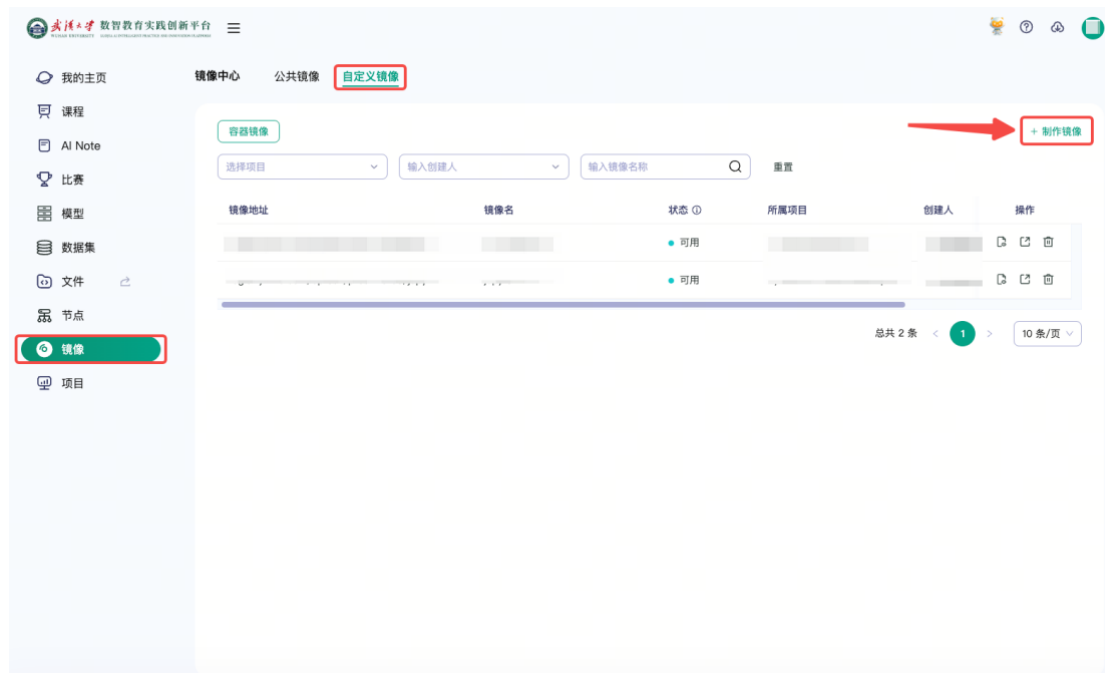 武汉大学 数智教育实践创新平台
我的主页
课程
AI Note
比赛
模型
数据集
文件
节点
镜像
项目
镜像中心 公共镜像 自定义镜像
容器镜像
+ 制作镜像
选择项目 输入创建人 输入镜像名称 重置
镜像地址 镜像名 状态 所属项目 创建人 操作
可用
可用
总共 2 条 < 1 > 10 条/页